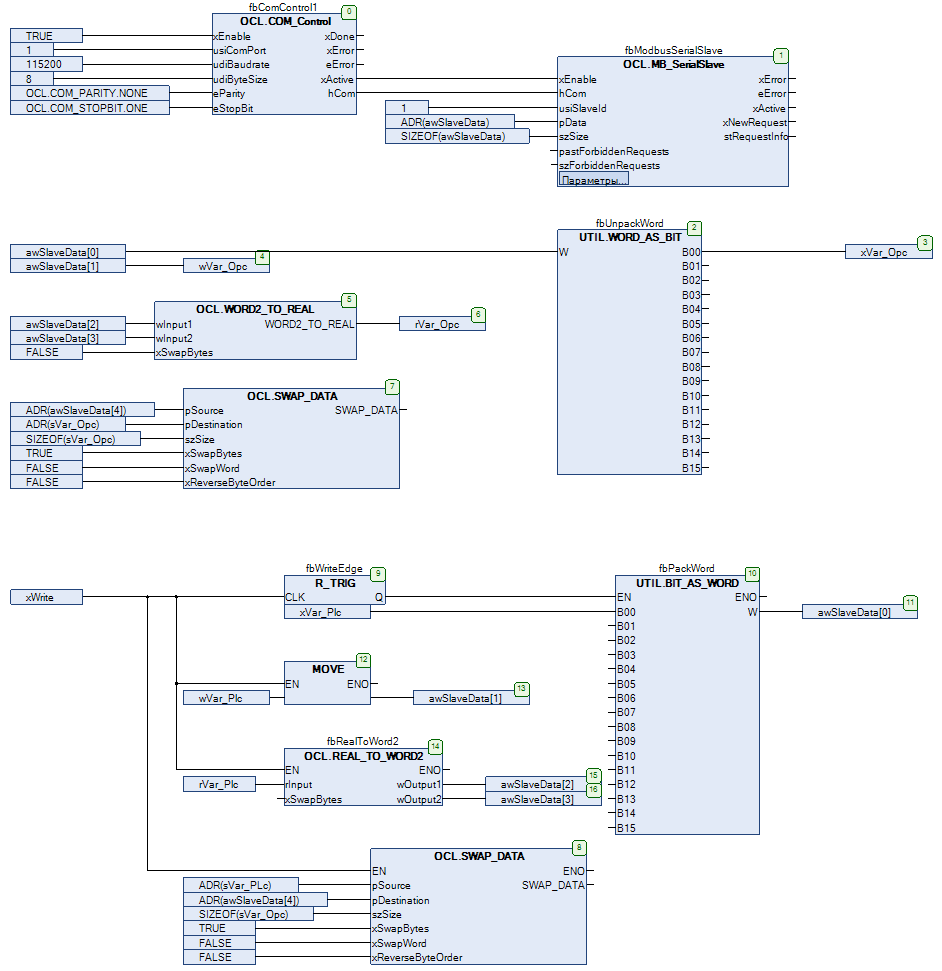 fbComControl1
0
OCL.COM_Control
TRUE xEnable xDone
1 usiComPort xError
115200 udiBaudrate eError
8 udiByteSize xActive
OCL.COM_PARITY.NONE eParity hCom
OCL.COM_STOPBIT.ONE eStopBit
fbModbusSerialSlave
1
OCL.MB_SerialSlave
xEnable xError
hCom eError
1 usiSlaveId xActive
ADR(awSlaveData) pData xNewRequest
SIZEOF(awSlaveData) szSize stRequestInfo
pastForbiddenRequests
szForbiddenRequests
Параметры...
fbUnpackWord
2
UTIL.WORD_AS_BIT
3
awSlaveData[0] W B00 xVar_Opc
awSlaveData[1] 4 wVar_Opc B01
B02
B03
B04
B05
B06
B07
B08
B09
B10
B11
B12
B13
B14
B15
5
OCL.WORD2_TO_REAL
6
awSlaveData[2] wInput1 WORD2_TO_REAL rVar_Opc
awSlaveData[3] wInput2
FALSE xSwapBytes
7
OCL.SWAP_DATA
ADR(awSlaveData[4]) pSource SWAP_DATA
ADR(sVar_Opc) pDestination
SIZEOF(sVar_Opc) szSize
TRUE xSwapBytes
FALSE xSwapWord
FALSE xReverseByteOrder
fbWriteEdge
9
R_TRIG
xWrite CLK Q
xVar_Plc
fbPackWord
10
UTIL.BIT_AS_WORD
EN ENO
11
B00 W awSlaveData[0]
B01
B02
B03
B04
B05
B06
B07
B08
B09
B10
B11
B12
B13
B14
B15
12
MOVE
EN ENO
13
wVar_Plc awSlaveData[1]
fbRealToWord2
14
OCL.REAL_TO_WORD2
EN ENO
15
rVar_Plc rInput wOutput1 awSlaveData[2]
16
xSwapBytes wOutput2 awSlaveData[3]
8
OCL.SWAP_DATA
EN ENO
ADR(sVar_PLc) pSource SWAP_DATA
ADR(awSlaveData[4]) pDestination
SIZEOF(sVar_Opc) szSize
TRUE xSwapBytes
FALSE xSwapWord
FALSE xReverseByteOrder